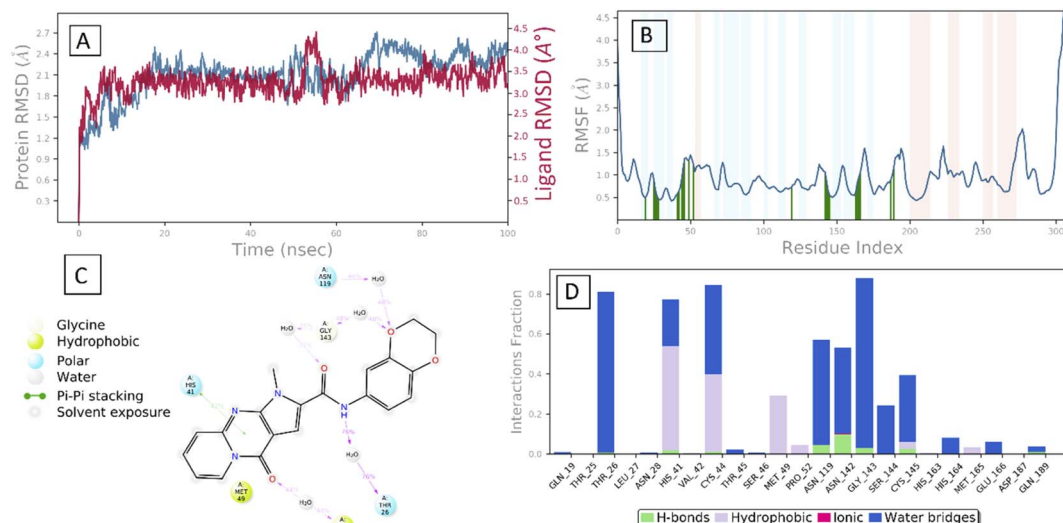 A
Protein RMSD (Å)
2.7
2.4
2.1
1.8
1.5
1.2
0.9
0.6
0.3
4.5
4.0
3.5
3.0
2.5
2.0
1.5
1.0
0.5
Ligand RMSD (A°)
0 20 40 60 80 100
Time (nsec)
B
RMSF (Å)
4.5
4.0
3.5
3.0
2.5
2.0
1.5
1.0
0.5
0 50 100 150 200 250 300
Residue Index
C
Glycine
Hydrophobic
Polar
Water
Pi-Pi stacking
Solvent exposure
A:
ASN
119
H₂O
H₂O
H₂O
A:
GLY
143
O
O
O
N
N
N
N
H
O
A:
HIS
41
76%
H₂O
A:
THR
26
A:
MET
49
H₂O
D
Interactions Fraction
0.8
0.6
0.4
0.2
0.0
GLN_19
THR_25
THR_26
LEU_27
ASN_28
HIS_41
VAL_42
CYS_44
THR_45
SER_46
MET_49
PRO_52
ASN_119
ASN_142
GLY_143
SER_144
CYS_145
HIS_163
HIS_164
MET_165
GLU_166
ASP_187
GLN_189
H-bonds Hydrophobic Ionic Water bridges